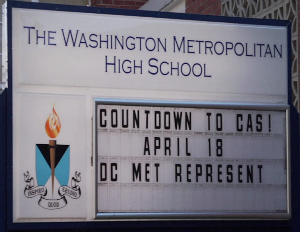 THE WASHINGTON METROPOLITAN
HIGH SCHOOL
COUNTDOWN TO CAS!
APRIL 18
DC MET REPRESENT